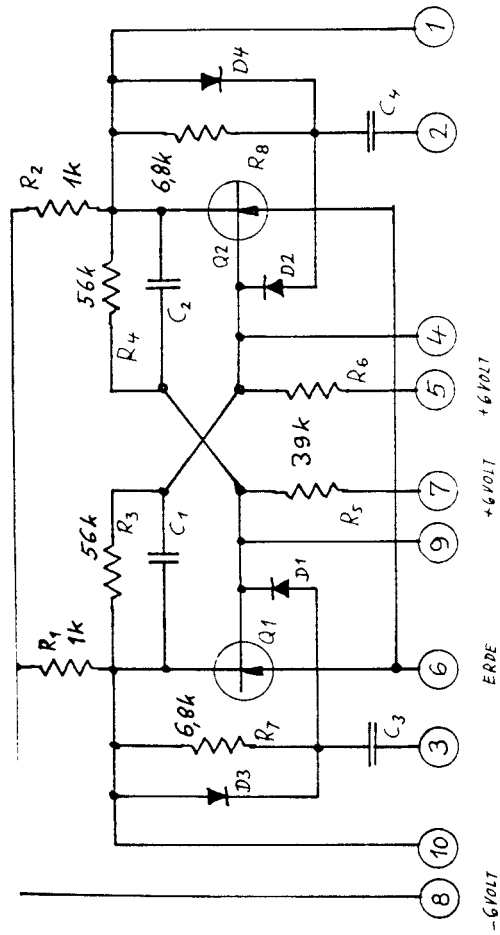 R1
1k
R2
1k
56k
R3
56k
R4
C1
C2
6,8k
6,8k
D3
R7
Q1
D1
39k
Q2
D2
R8
D4
R5
R6
C3
C4
8
10
3
6
9
7
5
4
2
1
-6VOLT
ERDE
+6VOLT
+6VOLT